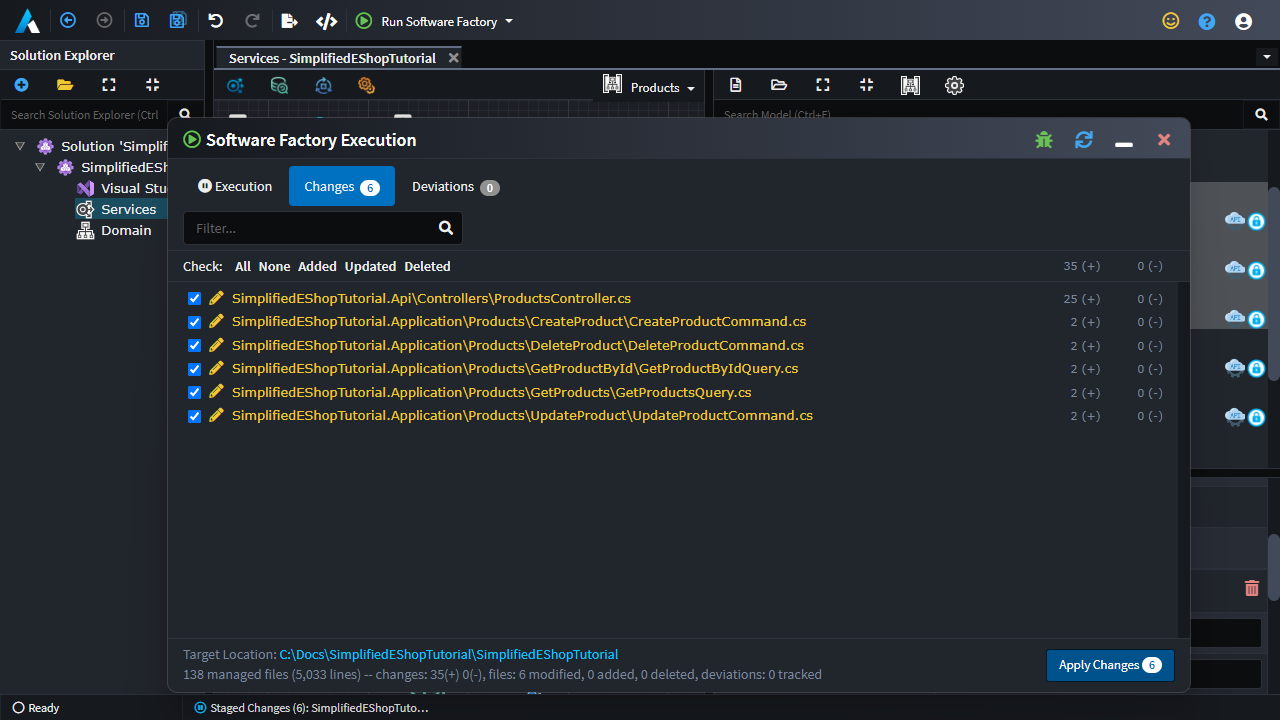 Run Software Factory
Solution Explorer
Services - SimplifiedEShopTutorial
Products
Search Solution Explorer (Ctrl
Search Model (Ctrl+F)
Solution 'Simplif
SimplifiedESh
Visual Stu
Services
Domain
Software Factory Execution
Execution
Changes 6
Deviations 0
Filter...
Check: All None Added Updated Deleted 35 (+) 0 (-)
SimplifiedEShopTutorial.Api\Controllers\ProductsController.cs 25 (+) 0 (-)
SimplifiedEShopTutorial.Application\Products\CreateProduct\CreateProductCommand.cs 2 (+) 0 (-)
SimplifiedEShopTutorial.Application\Products\DeleteProduct\DeleteProductCommand.cs 2 (+) 0 (-)
SimplifiedEShopTutorial.Application\Products\GetProductById\GetProductByIdQuery.cs 2 (+) 0 (-)
SimplifiedEShopTutorial.Application\Products\GetProducts\GetProductsQuery.cs 2 (+) 0 (-)
SimplifiedEShopTutorial.Application\Products\UpdateProduct\UpdateProductCommand.cs 2 (+) 0 (-)
API
API
API
API
API
Target Location: C:\Docs\SimplifiedEShopTutorial\SimplifiedEShopTutorial
138 managed files (5,033 lines) -- changes: 35(+) 0(-), files: 6 modified, 0 added, 0 deleted, deviations: 0 tracked
Apply Changes 6
Ready
Staged Changes (6): SimplifiedEShopTuto...